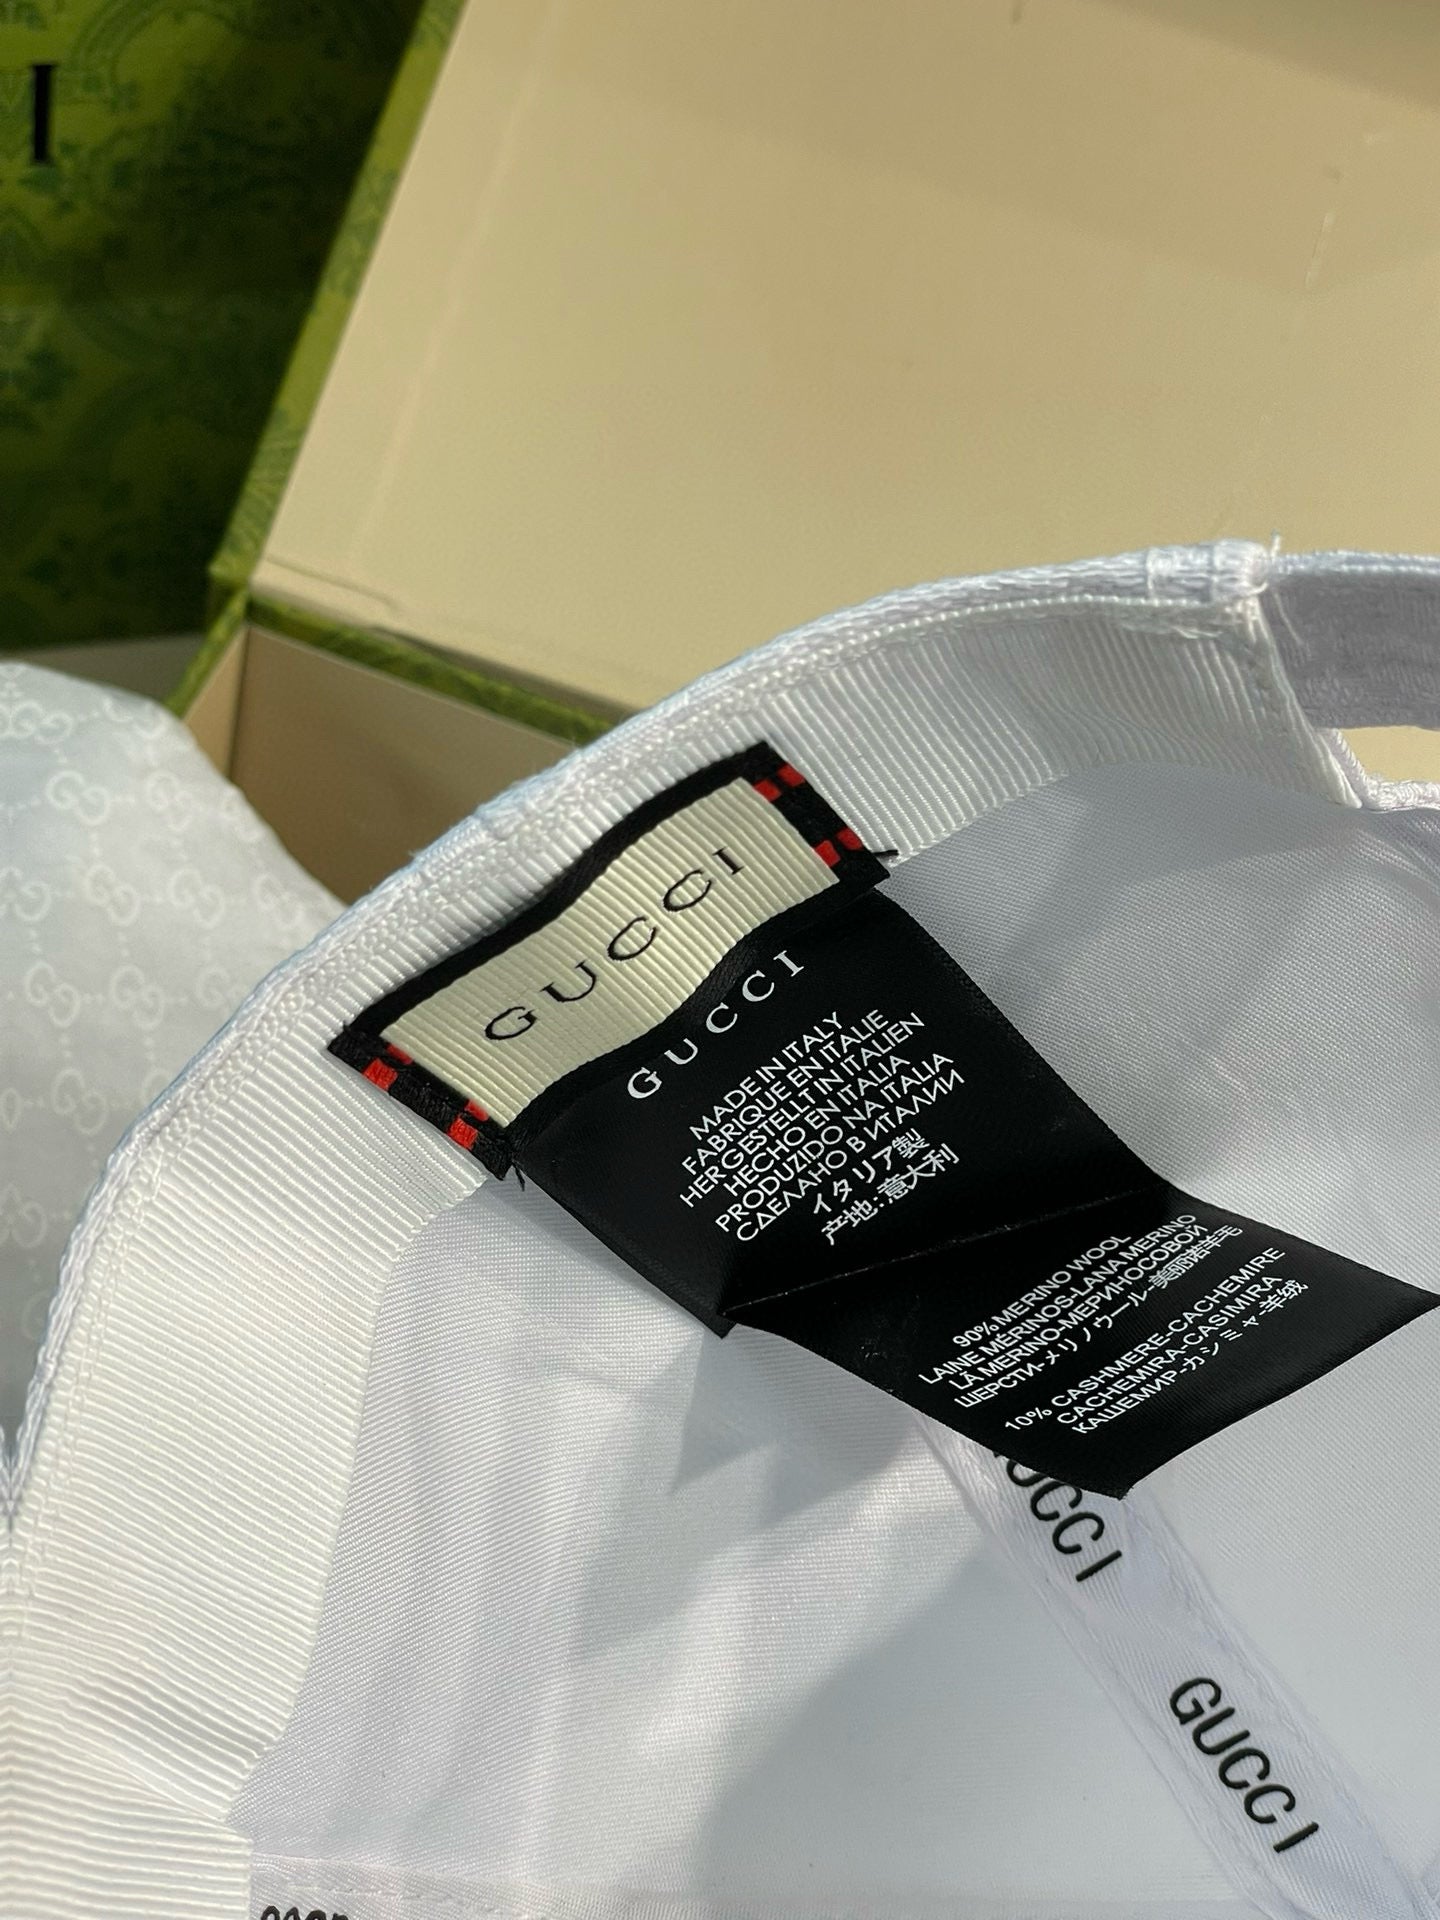 I
GUCCI
GUCCI
MADE IN ITALY
FABRIQUE EN ITALIE
HERGESTELLT IN ITALIEN
HECHO EN ITALIA
PRODUZIDO NA ITALIA
СДЕЛАНО В ИТАЛИИ
イタリア製
产地:意大利
90% MERINO WOOL
LAINE MÉRINOS-LANA MERINO
LÃ MERINO-МЕРИНОСОВОЙ
ШЕРСТИ-メリノウール-美丽诺羊毛
10% CASHMERE-CACHEMIRE
CACHEMIRA-CASIMIRA
КАШЕМИР-カシミャ-羊绒
UCCI
GUCCI